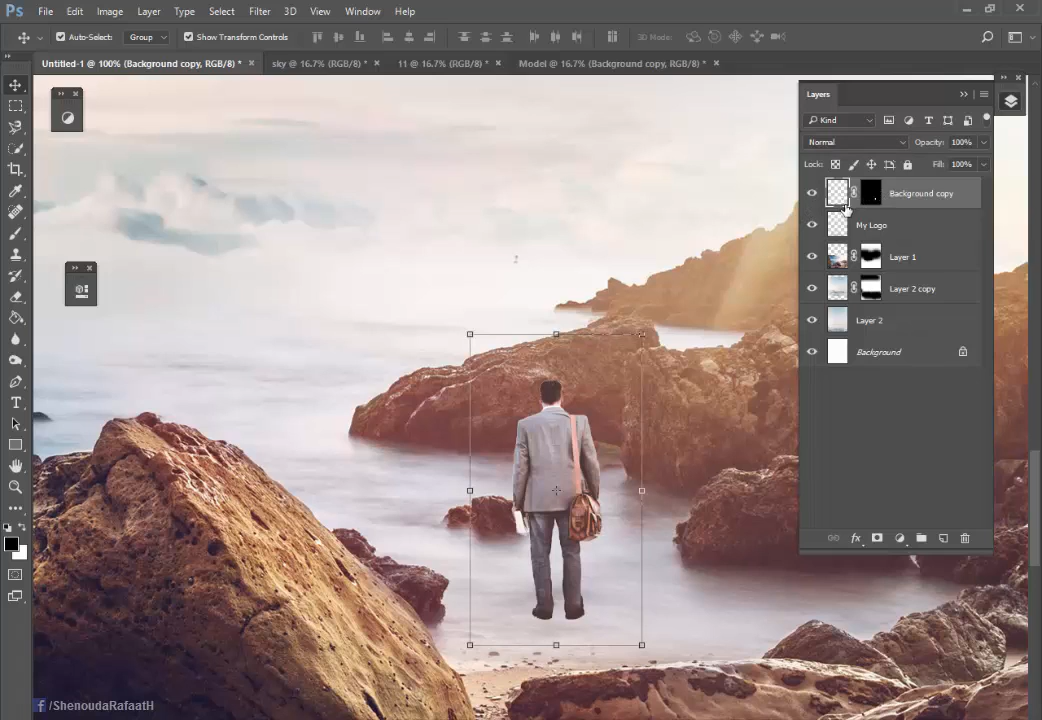 Ps File Edit Image Layer Type Select Filter 3D View Window Help
Auto-Select: Group Show Transform Controls 3D Mode:
Untitled-1 @ 100% (Background copy, RGB/8) * × sky @ 16.7% (RGB/8) * × 11 @ 16.7% (RGB/8) * × Model @ 16.7% (Background copy, RGB/8) * ×
Layers
Kind
Normal Opacity: 100%
Lock: Fill: 100%
Background copy
My Logo
Layer 1
Layer 2 copy
Layer 2
Background
fx
f /ShenoudaRafaatH